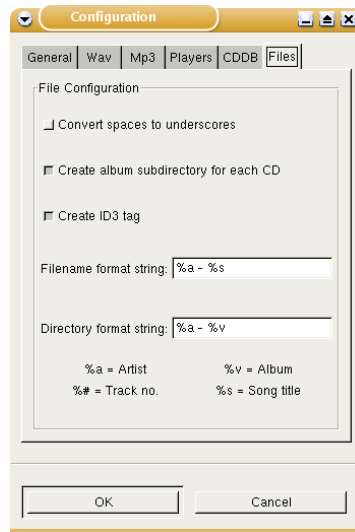 Configuration
General Wav Mp3 Players CDDB Files
File Configuration
Convert spaces to underscores
Create album subdirectory for each CD
Create ID3 tag
Filename format string: %a - %s
Directory format string: %a - %v
%a = Artist %v = Album
%# = Track no. %s = Song title
OK Cancel